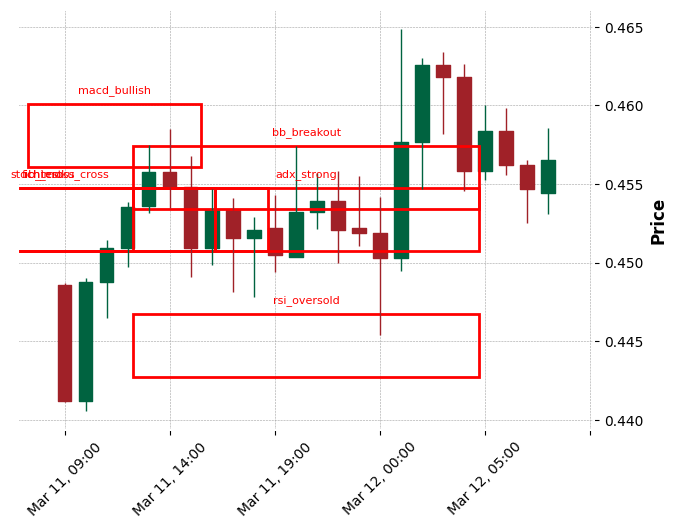 0.465
macd_bullish
0.460
bb_breakout
adx_strong
0.455
Price
0.450
rsi_oversold
0.445
0.440
Mar 11, 09:00
Mar 11, 14:00
Mar 11, 19:00
Mar 12, 00:00
Mar 12, 05:00